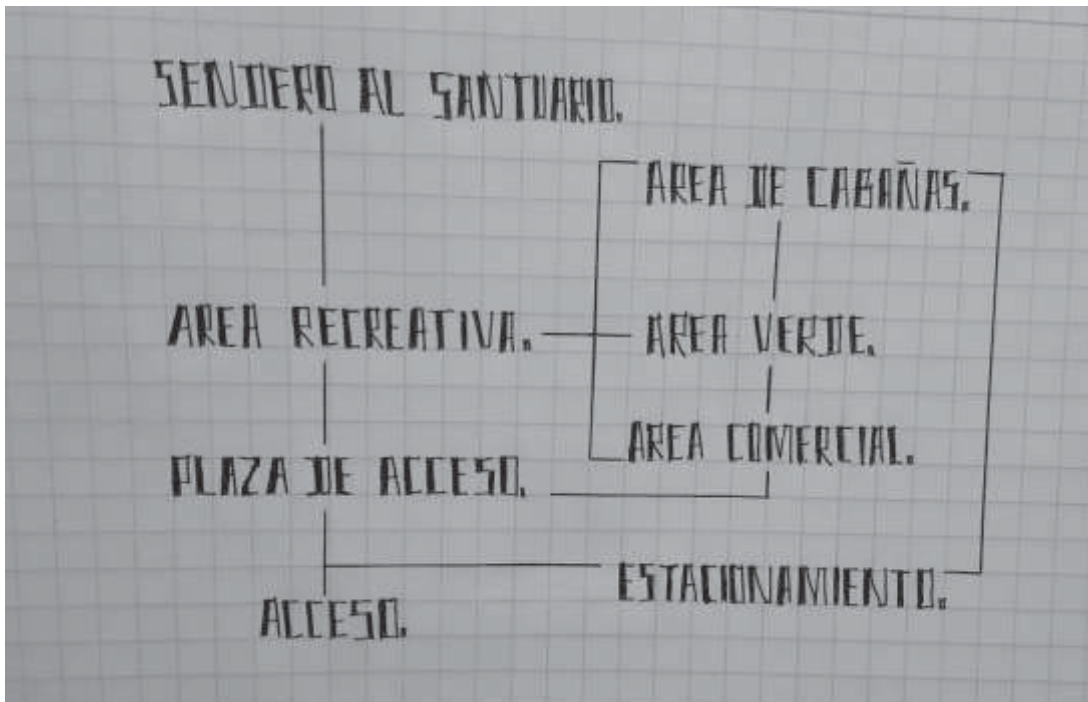 SENDERO AL SANTUARIO.
AREA DE CABAÑAS.
AREA RECREATIVA.
AREA VERDE.
AREA COMERCIAL.
PLAZA DE ACCESO.
ESTACIONAMIENTO.
ACCESO.